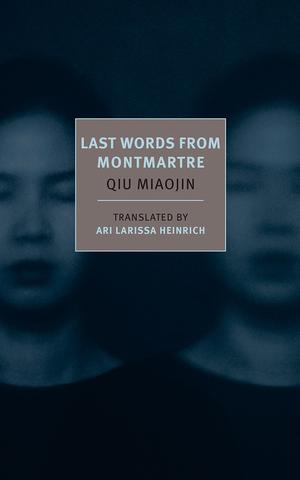 LAST WORDS FROM
MONTMARTRE
QIU MIAOJIN
TRANSLATED BY
ARI LARISSA HEINRICH